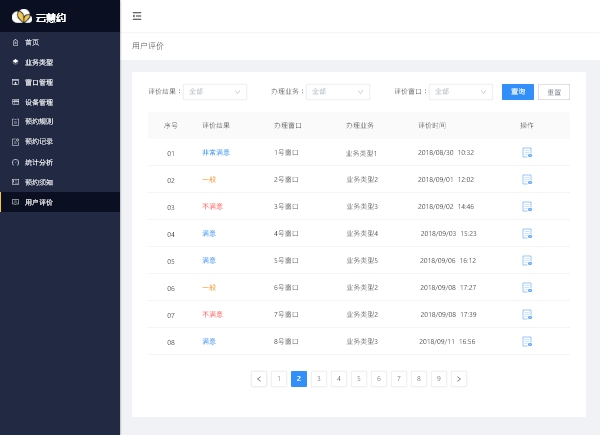 云慧约
首页
业务类型
窗口管理
设备管理
预约规则
预约记录
统计分析
预约须知
用户评价
用户评价
评价结果： 全部 办理业务： 全部 评价窗口： 全部 查询 重置
序号 评价结果 办理窗口 办理业务 评价时间 操作
01 非常满意 1号窗口 业务类型1 2018/08/30 10:32
02 一般 2号窗口 业务类型2 2018/09/01 12:02
03 不满意 3号窗口 业务类型3 2018/09/02 14:46
04 满意 4号窗口 业务类型4 2018/09/03 15:23
05 满意 5号窗口 业务类型5 2018/09/06 16:12
06 一般 6号窗口 业务类型2 2018/09/08 17:27
07 不满意 7号窗口 业务类型2 2018/09/08 17:39
08 满意 8号窗口 业务类型3 2018/09/11 16:56
< 1 2 3 4 5 6 7 8 9 >